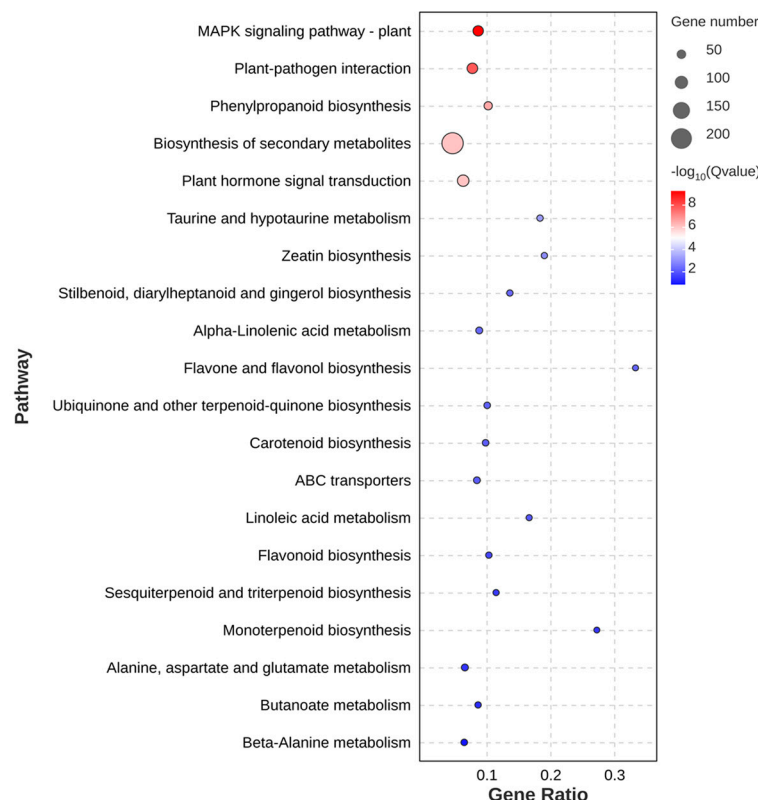 MAPK signaling pathway - plant
Plant-pathogen interaction
Phenylpropanoid biosynthesis
Biosynthesis of secondary metabolites
Plant hormone signal transduction
Taurine and hypotaurine metabolism
Zeatin biosynthesis
Stilbenoid, diarylheptanoid and gingerol biosynthesis
Alpha-Linolenic acid metabolism
Flavone and flavonol biosynthesis
Ubiquinone and other terpenoid-quinone biosynthesis
Carotenoid biosynthesis
ABC transporters
Linoleic acid metabolism
Flavonoid biosynthesis
Sesquiterpenoid and triterpenoid biosynthesis
Monoterpenoid biosynthesis
Alanine, aspartate and glutamate metabolism
Butanoate metabolism
Beta-Alanine metabolism
Pathway
0.1 0.2 0.3
Gene Ratio
Gene number
50
100
150
200
-log10(Qvalue)
8
6
4
2